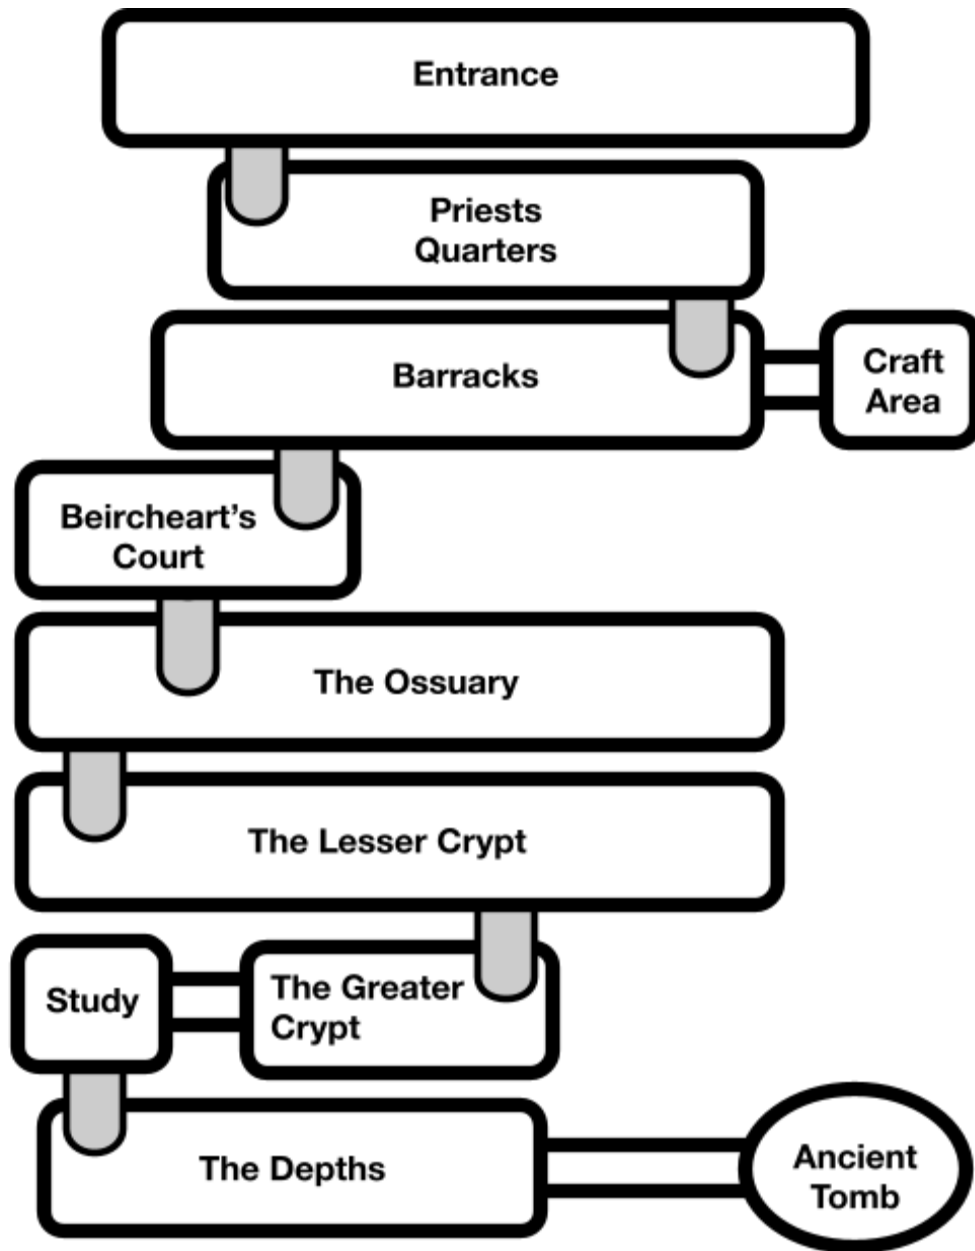 Entrance
Priests
Quarters
Barracks
Craft
Area
Beircheart’s
Court
The Ossuary
The Lesser Crypt
Study
The Greater
Crypt
The Depths
Ancient
Tomb